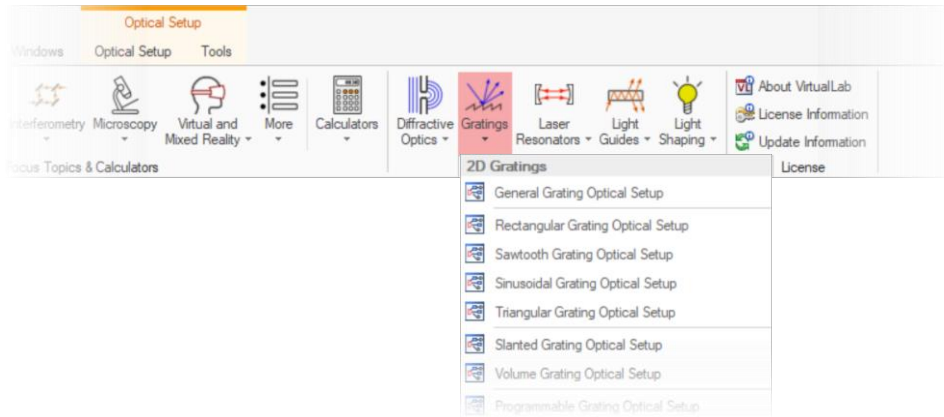 Optical Setup
Windows Optical Setup Tools
Interferometry Microscopy Virtual and Mixed Reality More Calculators Diffractive Optics Gratings Laser Resonators Light Guides Light Shaping
About VirtualLab
License Information
Update Information
Focus Topics & Calculators License
2D Gratings
General Grating Optical Setup
Rectangular Grating Optical Setup
Sawtooth Grating Optical Setup
Sinusoidal Grating Optical Setup
Triangular Grating Optical Setup
Slanted Grating Optical Setup
Volume Grating Optical Setup
Programmable Grating Optical Setup